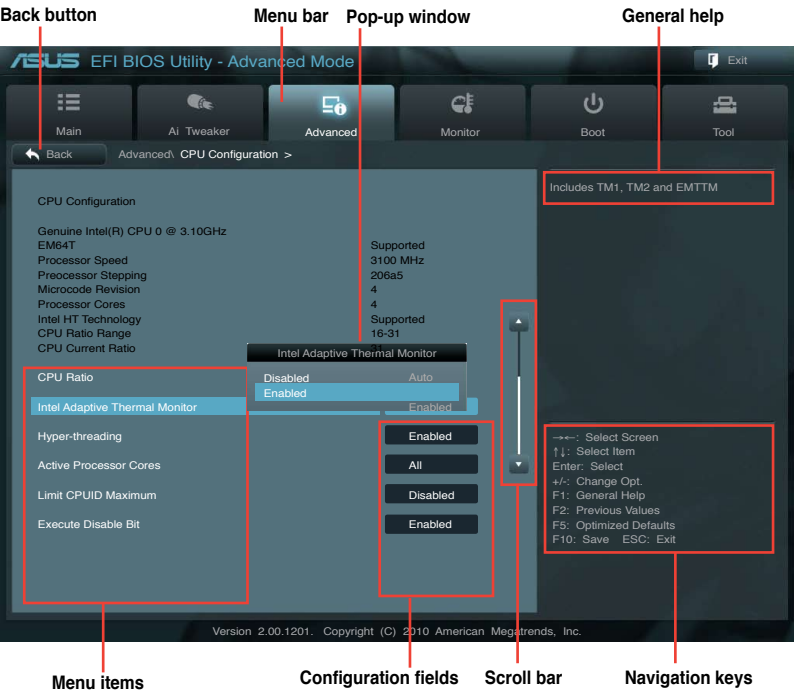 Back button
Menu bar
Pop-up window
General help
ASUS EFI BIOS Utility - Advanced Mode
Exit
Main
Ai Tweaker
Advanced
Monitor
Boot
Tool
Back
Advanced\ CPU Configuration >
Includes TM1, TM2 and EMTTM
CPU Configuration
Genuine Intel(R) CPU 0 @ 3.10GHz
EM64T Supported
Processor Speed 3100 MHz
Preocessor Stepping 206a5
Microcode Revision 4
Processor Cores 4
Intel HT Technology Supported
CPU Ratio Range 16-31
CPU Current Ratio 31
Intel Adaptive Thermal Monitor
CPU Ratio Auto
Disabled
Enabled
Intel Adaptive Thermal Monitor Enabled
Hyper-threading Enabled
Active Processor Cores All
Limit CPUID Maximum Disabled
Execute Disable Bit Enabled
→←: Select Screen
↑↓: Select Item
Enter: Select
+/-: Change Opt.
F1: General Help
F2: Previous Values
F5: Optimized Defaults
F10: Save ESC: Exit
Version 2.00.1201. Copyright (C) 2010 American Megatrends, Inc.
Menu items
Configuration fields
Scroll bar
Navigation keys